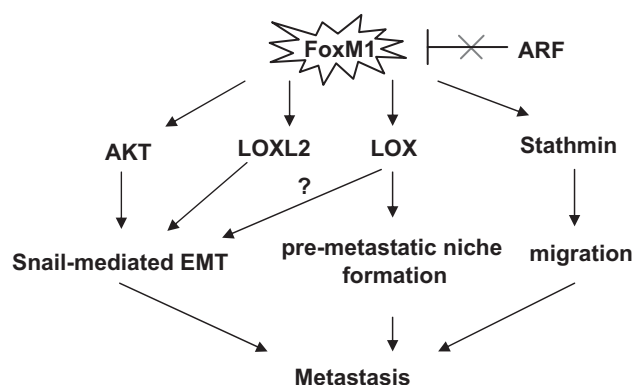 FoxM1
ARF
AKT
LOXL2
LOX
Stathmin
?
Snail-mediated EMT
pre-metastatic niche
formation
migration
Metastasis